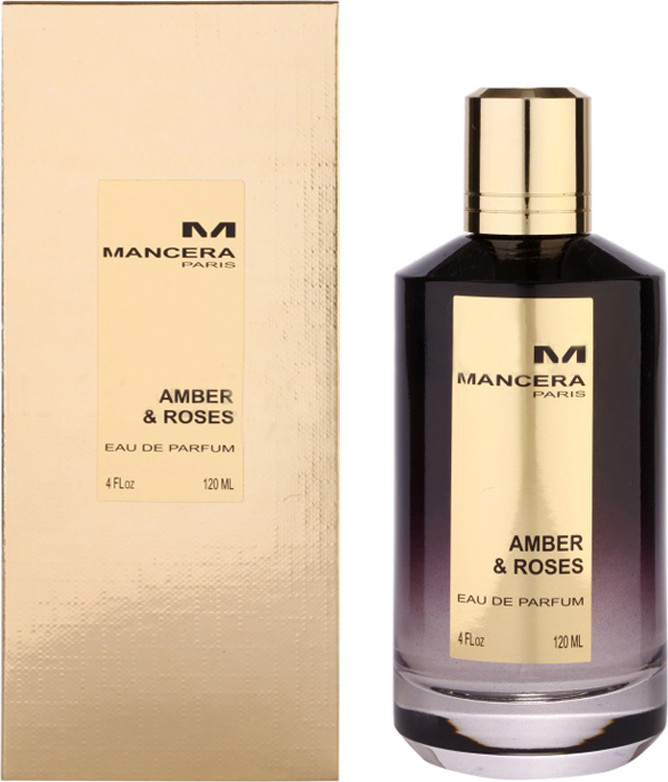 M
MANCERA
PARIS
AMBER
& ROSES
EAU DE PARFUM
4 FLoz 120 ML
M
MANCERA
PARIS
AMBER
& ROSES
EAU DE PARFUM
4 FLoz 120 ML